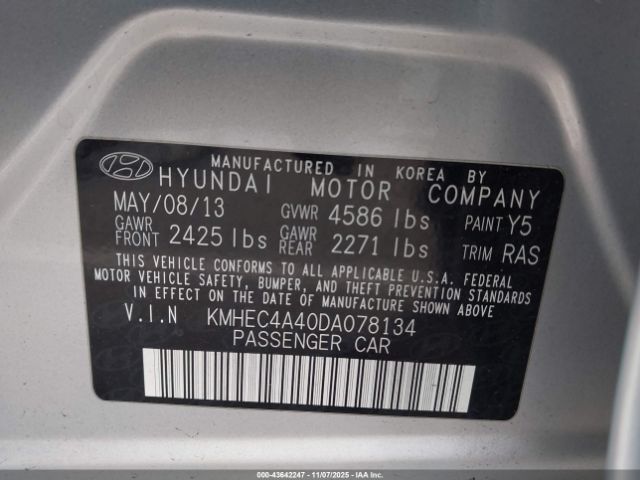 MANUFACTURED IN KOREA BY
HYUNDAI MOTOR COMPANY
MAY/08/13 GVWR 4586 lbs PAINT Y5
GAWR FRONT 2425 lbs GAWR REAR 2271 lbs TRIM RAS
THIS VEHICLE CONFORMS TO ALL APPLICABLE U.S.A. FEDERAL
MOTOR VEHICLE SAFETY, BUMPER, AND THEFT PREVENTION STANDARDS
IN EFFECT ON THE DATE OF MANUFACTURE SHOWN ABOVE
V.I.N KMHEC4A40DA078134
PASSENGER CAR
000-43642247 - 11/07/2025 - IAAI.COM